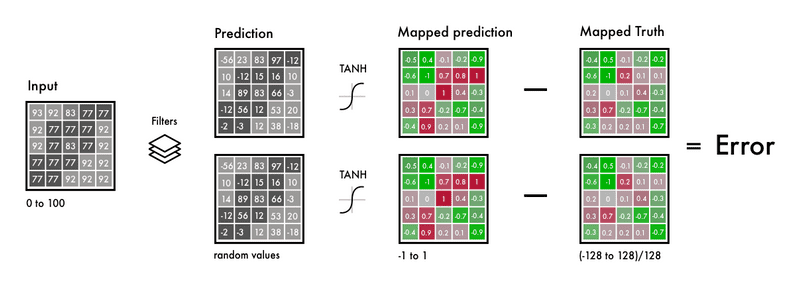 Input
93 92 83 77 77
92 77 77 77 92
92 77 83 77 92
77 77 77 92 92
77 77 92 92 92
0 to 100
Filters
Prediction
-56 23 83 97 -12
10 -12 15 16 10
14 89 83 66 -3
-12 56 12 53 20
-2 -3 12 38 -18
TANH
Mapped prediction
-0.5 0.4 -0.1 -0.2 -0.9
-0.6 -1 0.7 0.8 1
0.1 0 1 0.4 -0.3
0.3 0.7 -0.2 -0.7 -0.4
-0.4 0.9 0.2 0.1 -0.9
–
Mapped Truth
-0.4 0.5 -0.1 -0.2 -0.2
-0.6 -1 0.2 0.1 0.1
0.2 0 0.1 0.4 -0.3
0.3 0.7 -0.2 -0.7 -0.4
-0.3 0.2 0.2 0.1 -0.7
= Error
-56 23 83 97 -12
10 -12 15 16 10
14 89 83 66 -3
-12 56 12 53 20
-2 -3 12 38 -18
random values
TANH
-0.5 0.4 -0.1 -0.2 -0.9
-0.6 -1 0.7 0.8 1
0.1 0 1 0.4 -0.3
0.3 0.7 -0.2 -0.7 -0.4
-0.4 0.9 0.2 0.1 -0.9
-1 to 1
–
-0.4 0.5 -0.1 -0.2 -0.2
-0.6 -1 0.2 0.1 0.1
0.2 0 0.1 0.4 -0.3
0.3 0.7 -0.2 -0.7 -0.4
-0.3 0.2 0.2 0.1 -0.7
(-128 to 128)/128